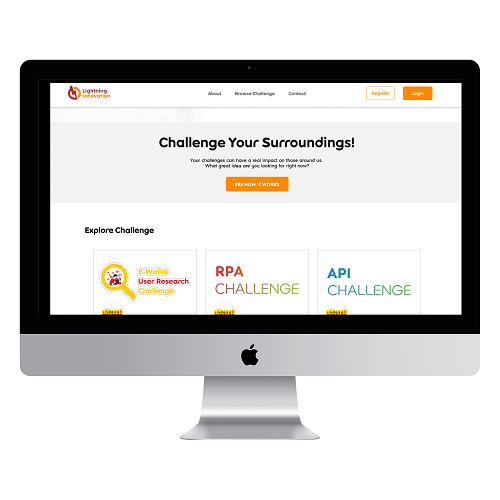 Lightning
Innovation
About
Browse Challenge
Contact
Register
Login
Challenge Your Surroundings!
Your challenges can have a real impact on those around us.
What great idea are you looking for right now?
SEE HOW IT WORKS
Explore Challenge
E-Wallet
User Research
Challenge
RPA
CHALLENGE
API
CHALLENGE